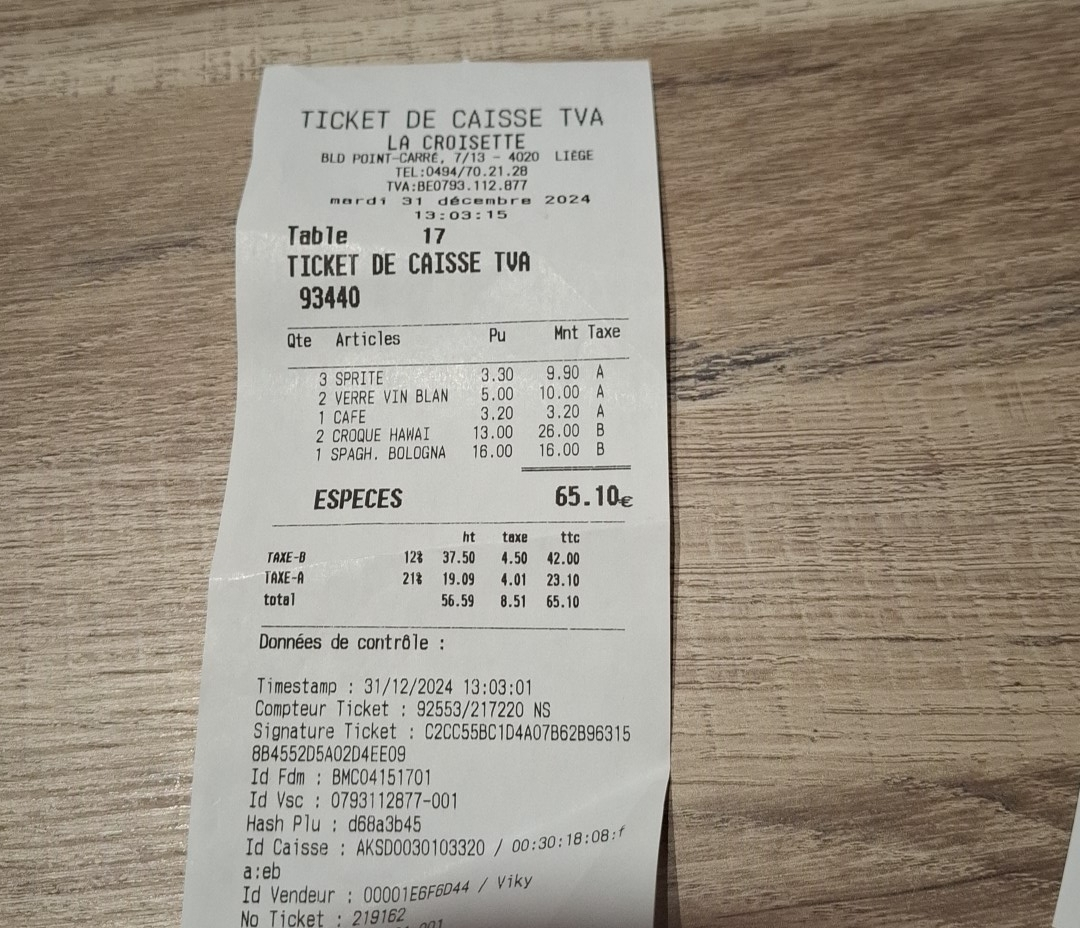 TICKET DE CAISSE TVA
LA CROISETTE
BLD POINT-CARRÉ, 7/13 - 4020 LIÉGE
TEL:0494/70.21.28
TVA:BE0793.112.877
mardi 31 décembre 2024
13:03:15
Table 17
TICKET DE CAISSE TVA
93440
Qte Articles Pu Mnt Taxe
3 SPRITE 3.30 9.90 A
2 VERRE VIN BLAN 5.00 10.00 A
1 CAFE 3.20 3.20 A
2 CROQUE HAWAI 13.00 26.00 B
1 SPAGH. BOLOGNA 16.00 16.00 B
ESPECES 65.10€
ht taxe ttc
TAXE-B 12% 37.50 4.50 42.00
TAXE-A 21% 19.09 4.01 23.10
total 56.59 8.51 65.10
Données de contrôle :
Timestamp : 31/12/2024 13:03:01
Compteur Ticket : 92553/217220 NS
Signature Ticket : C2CC55BC1D4A07B62B96315
8B4552D5A02D4EE09
Id Fdm : BMC04151701
Id Vsc : 0793112877-001
Hash Plu : d68a3b45
Id Caisse : AKSD0030103320 / 00:30:18:08:f
a:eb
Id Vendeur : 00001E6F6D44 / Viky
No Ticket : 219162